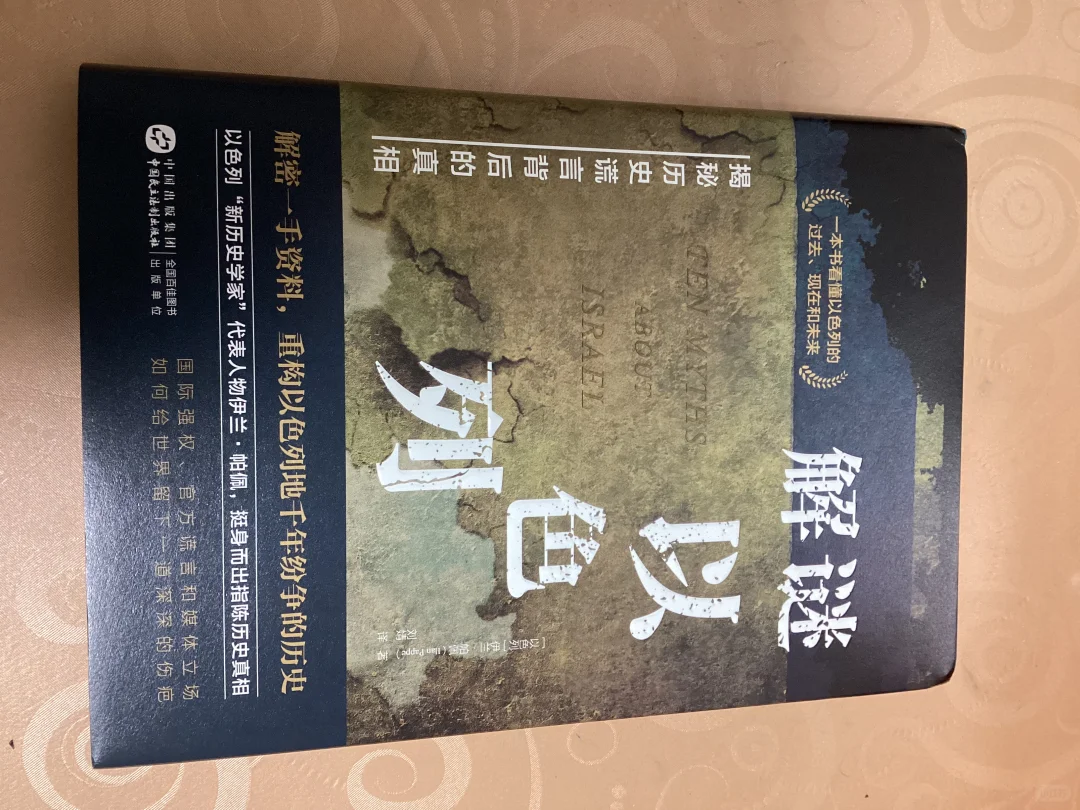 一本书看懂以色列的
过去、现在和未来
解谜
以色列
TEN MYTHS
ABOUT
ISRAEL
揭秘历史谎言背后的真相
[以色列] 伊兰·帕佩 (Ilan Pappe) 著
刘婧 译
解密一手资料，重构以色列地千年纷争的历史
以色列“新历史学家”代表人物伊兰·帕佩，挺身而出指陈历史真相
国际强权、官方谎言和媒体立场
如何给世界留下一道深深的伤疤
中国出版集团
中国民主法制出版社
全国百佳图书
出版单位